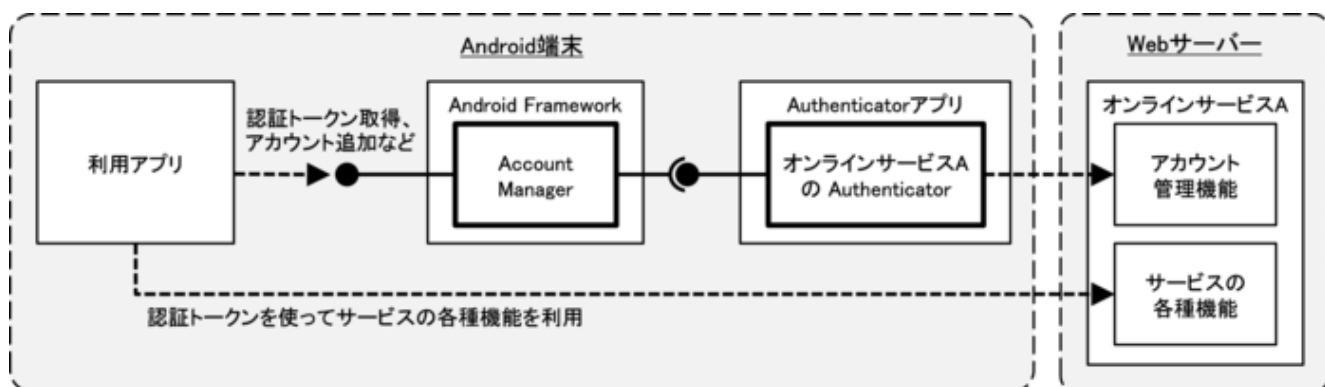 Android端末
Webサーバー
利用アプリ
認証トークン取得、
アカウント追加など
Android Framework
Account
Manager
Authenticatorアプリ
オンラインサービスA
の Authenticator
オンラインサービスA
アカウント
管理機能
サービスの
各種機能
認証トークンを使ってサービスの各種機能を利用